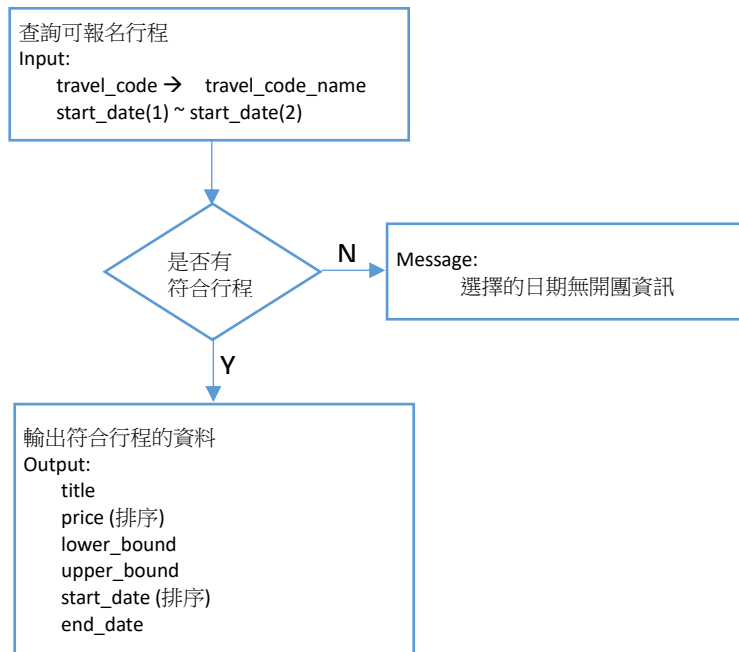 查詢可報名行程
Input:
travel_code → travel_code_name
start_date(1) ~ start_date(2)
是否有
符合行程
N
Message:
選擇的日期無開團資訊
Y
輸出符合行程的資料
Output:
title
price (排序)
lower_bound
upper_bound
start_date (排序)
end_date